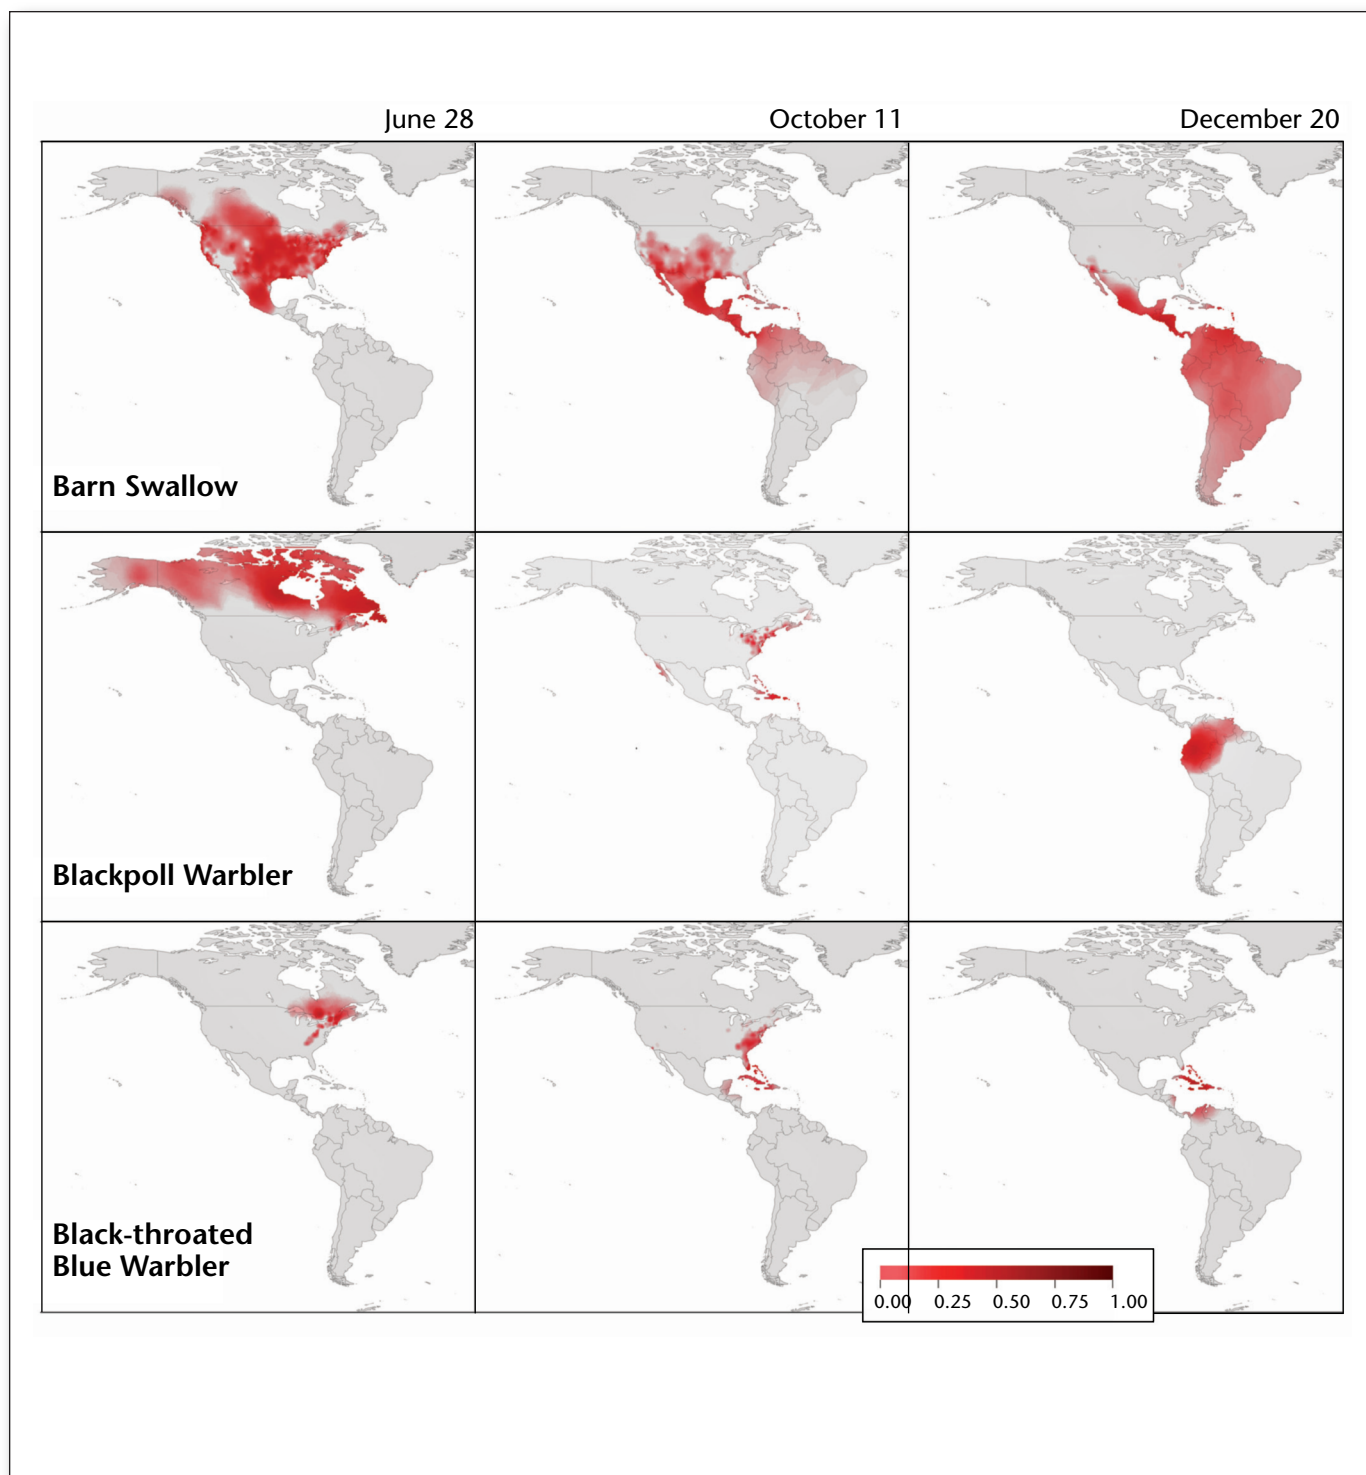 June 28
October 11
December 20
Barn Swallow
Blackpoll Warbler
Black-throated
Blue Warbler
0.00 0.25 0.50 0.75 1.00